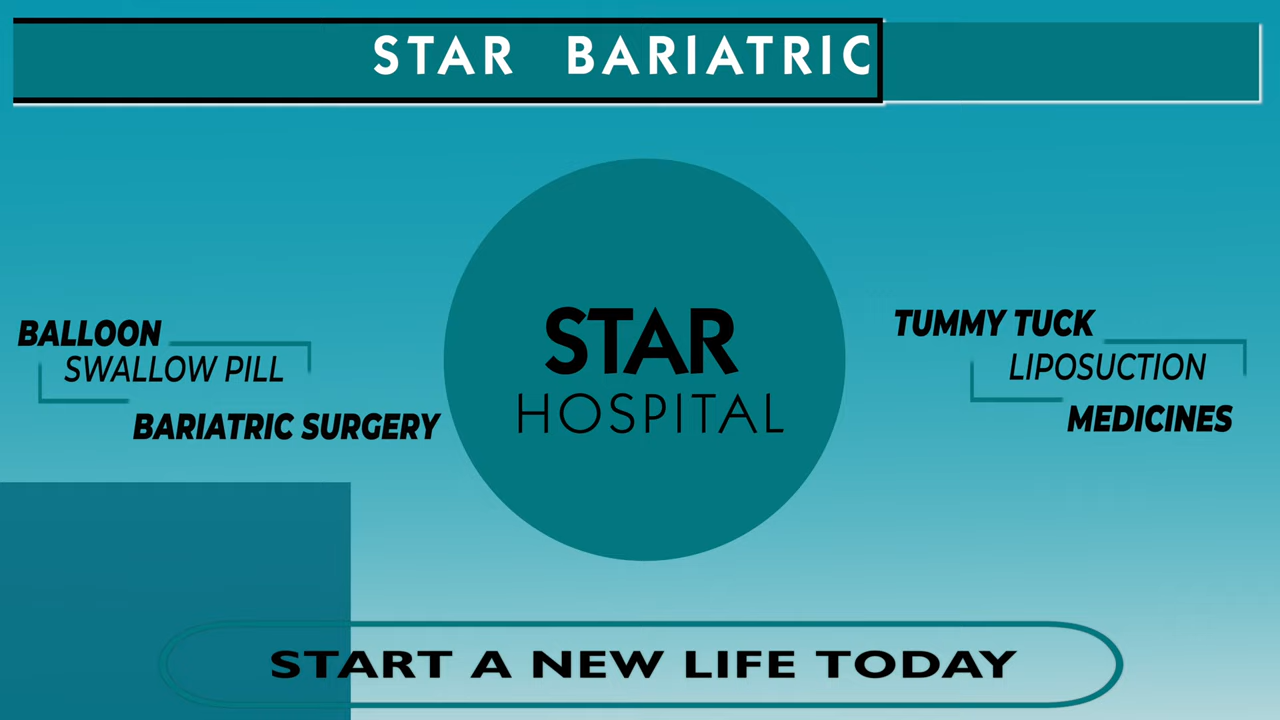 STAR BARIATRIC
BALLOON
SWALLOW PILL
BARIATRIC SURGERY
STAR
HOSPITAL
TUMMY TUCK
LIPOSUCTION
MEDICINES
START A NEW LIFE TODAY